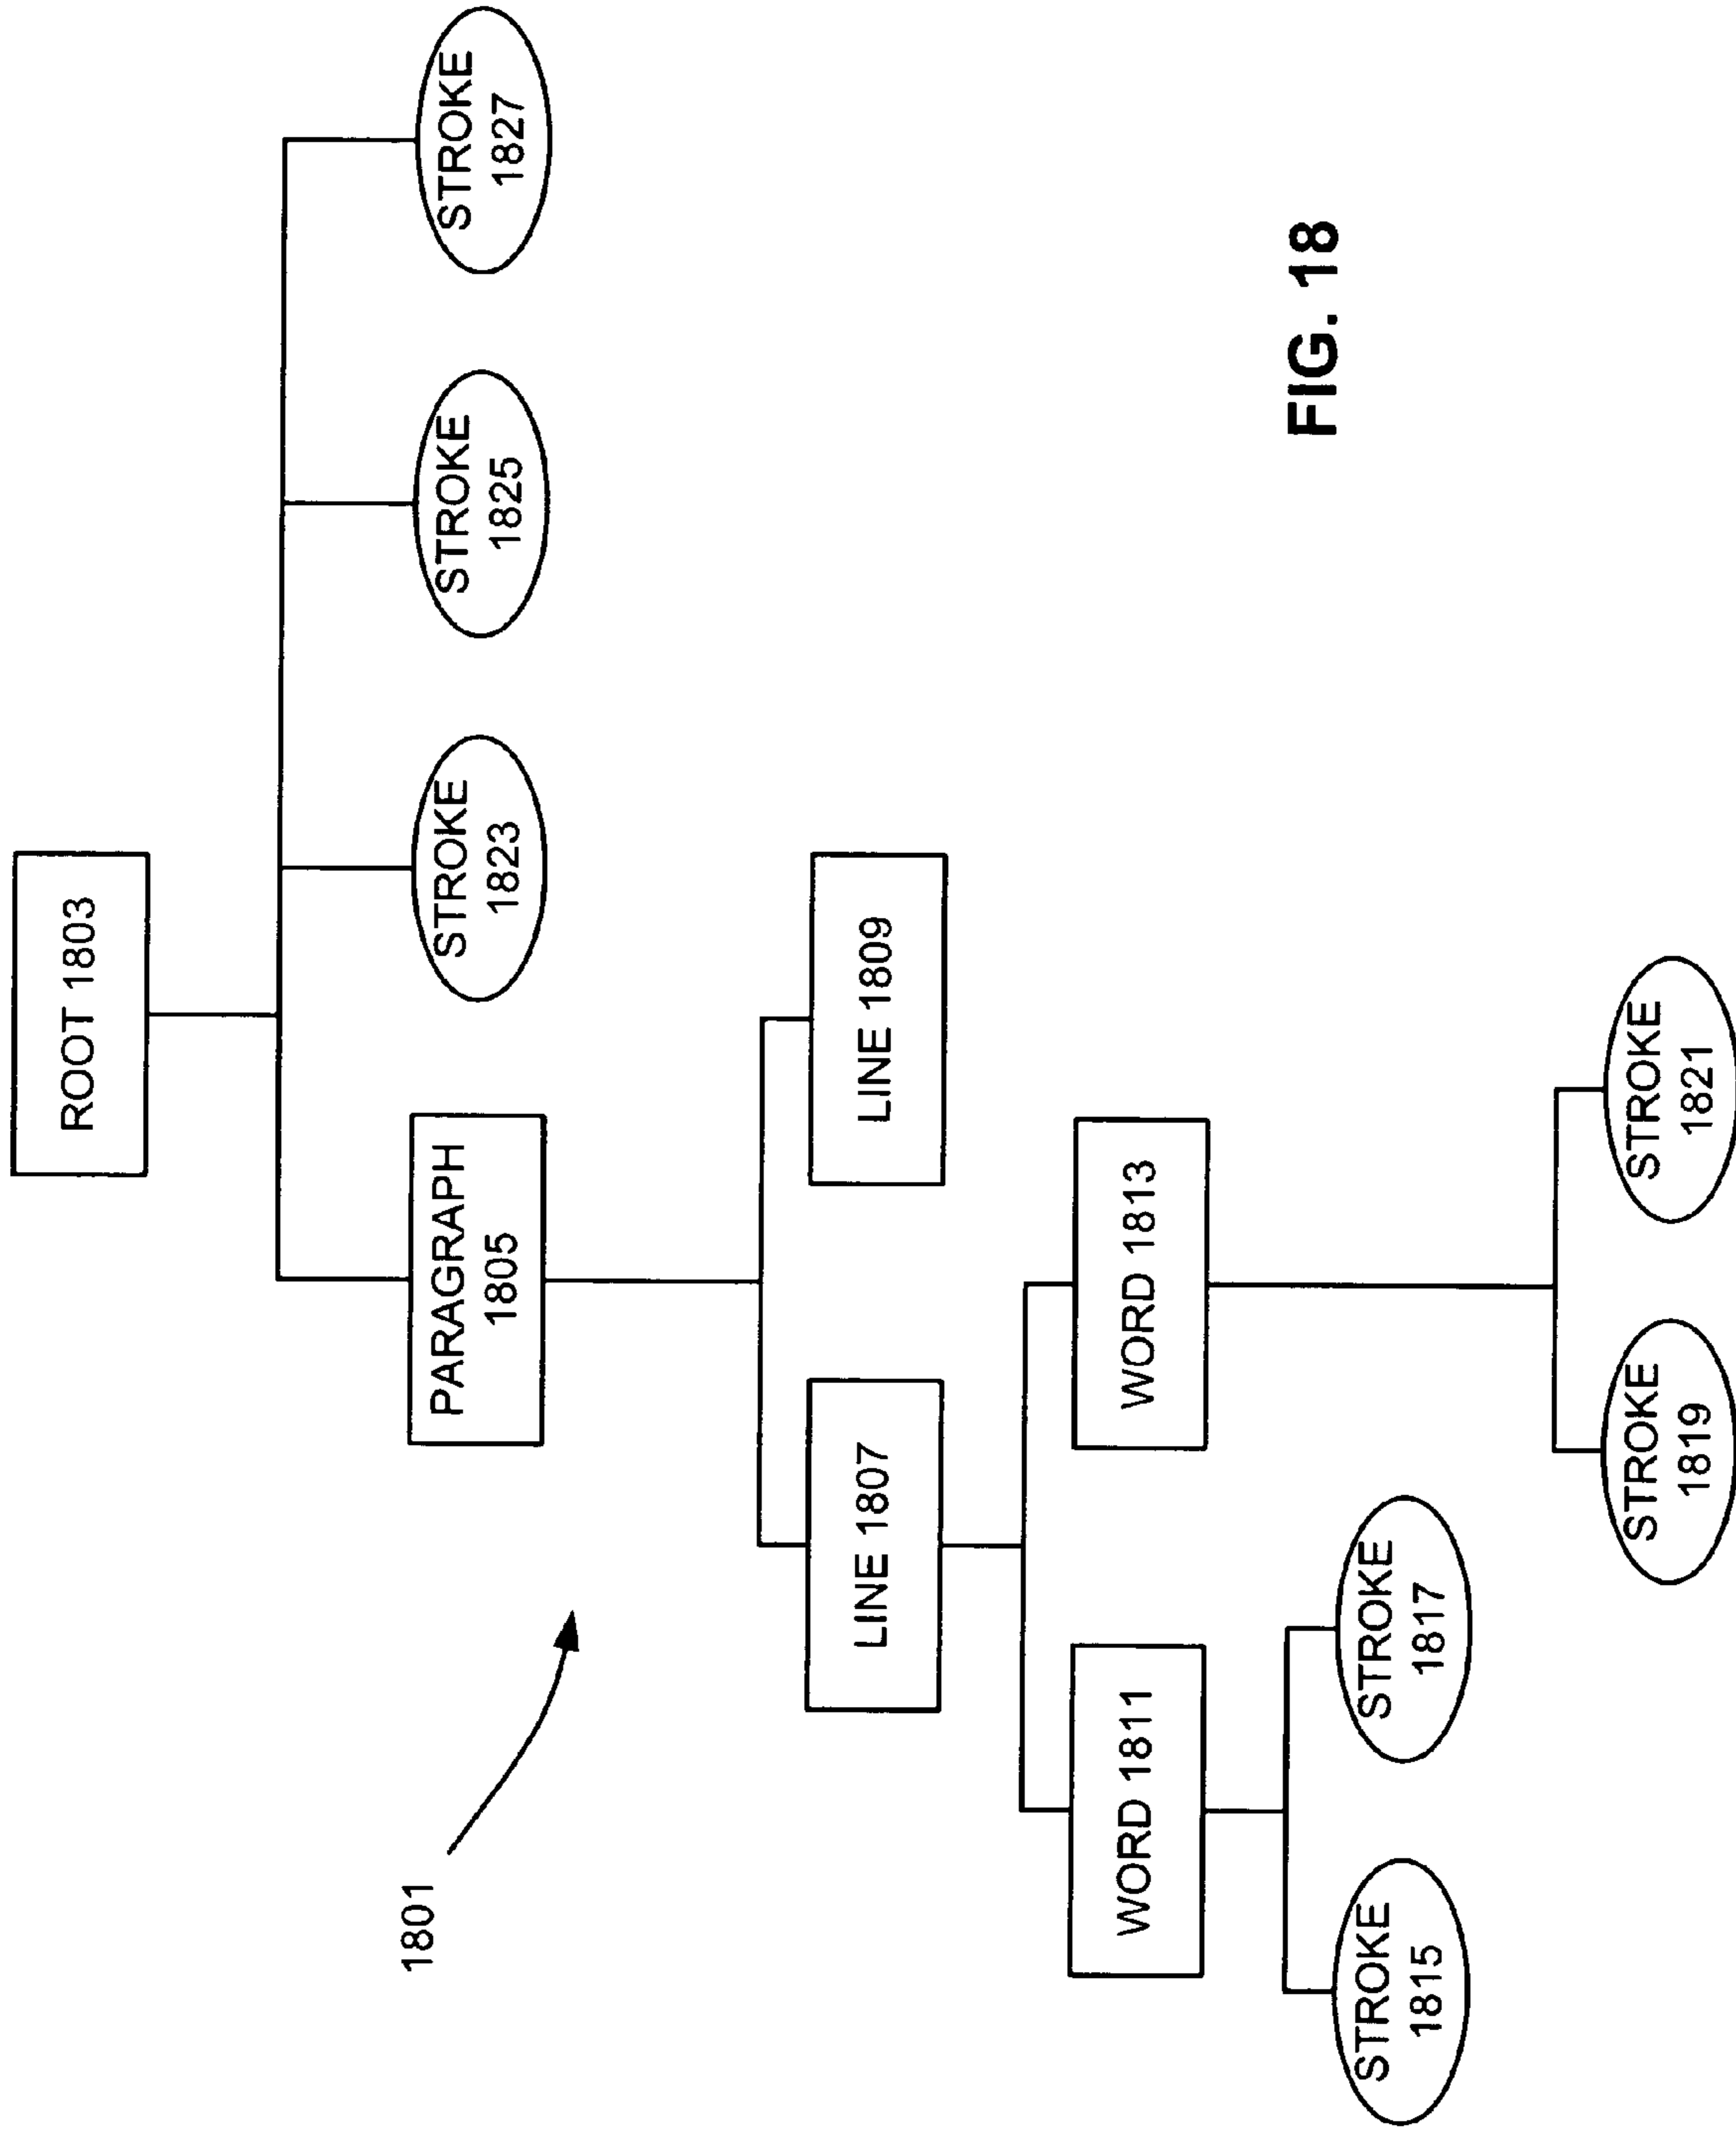 ROOT 1803
PARAGRAPH
1805
STROKE
1823
STROKE
1825
STROKE
1827
1801
LINE 1807
LINE 1809
WORD 1811
WORD 1813
STROKE
1815
STROKE
1817
STROKE
1819
STROKE
1821
FIG. 18